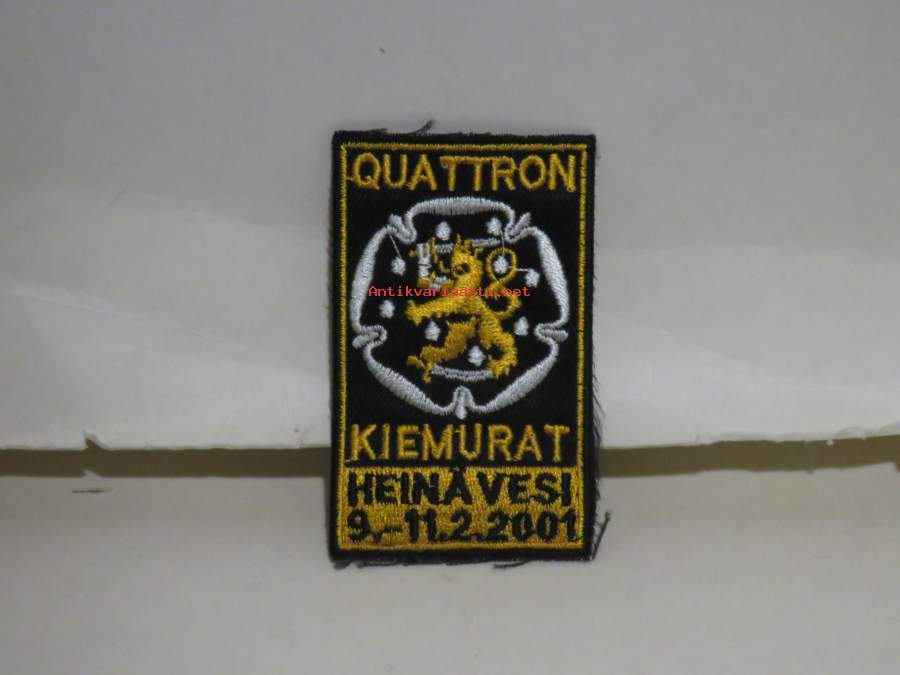 QUATTRON
Antikvariaatti.net
KIEMURAT
HEINÄVESI
9.-11.2.2001